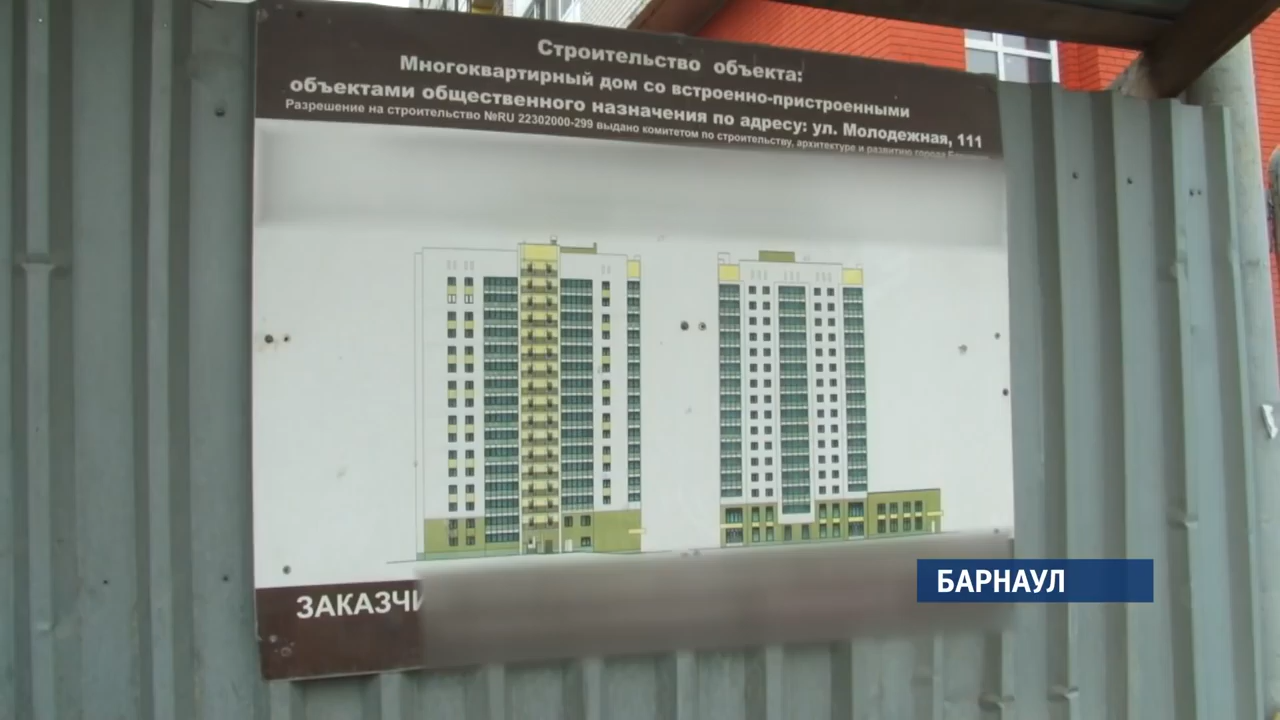 Строительство объекта:
Многоквартирный дом со встроенно-пристроенными
объектами общественного назначения по адресу: ул. Молодежная, 111
Разрешение на строительство №RU 22302000-299 выдано комитетом по строительству, архитектуре и развитию города
ЗАКАЗЧИ
БАРНАУЛ